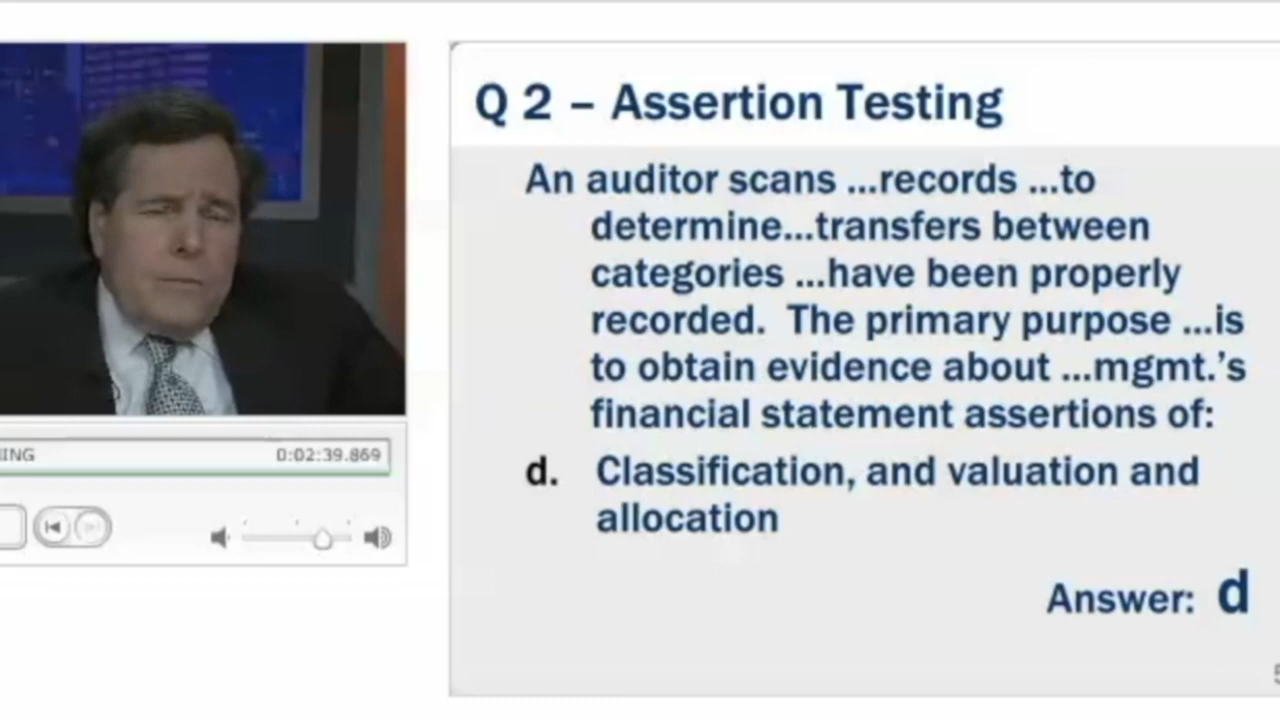 Q 2 – Assertion Testing
An auditor scans ...records ...to
determine...transfers between
categories ...have been properly
recorded. The primary purpose ...is
to obtain evidence about ...mgmt.'s
financial statement assertions of:
d. Classification, and valuation and
allocation
Answer: d
ING
0:02:39.869
5